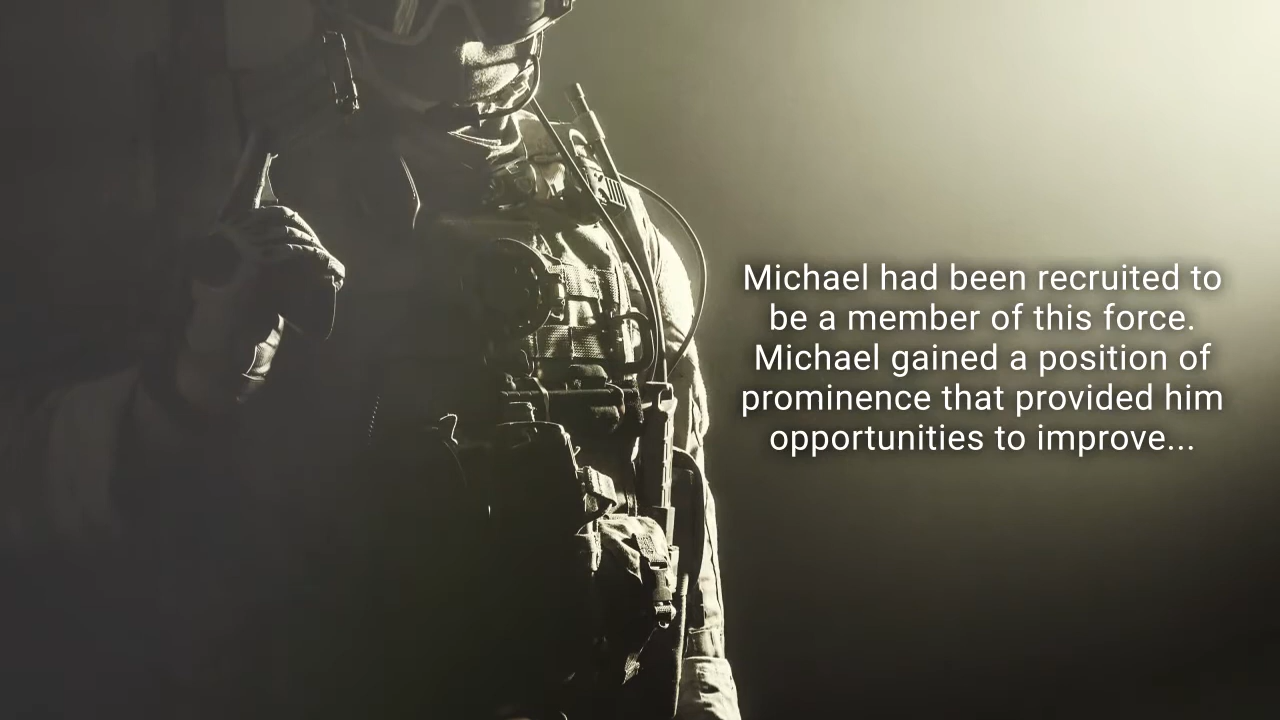 Michael had been recruited to
be a member of this force.
Michael gained a position of
prominence that provided him
opportunities to improve...